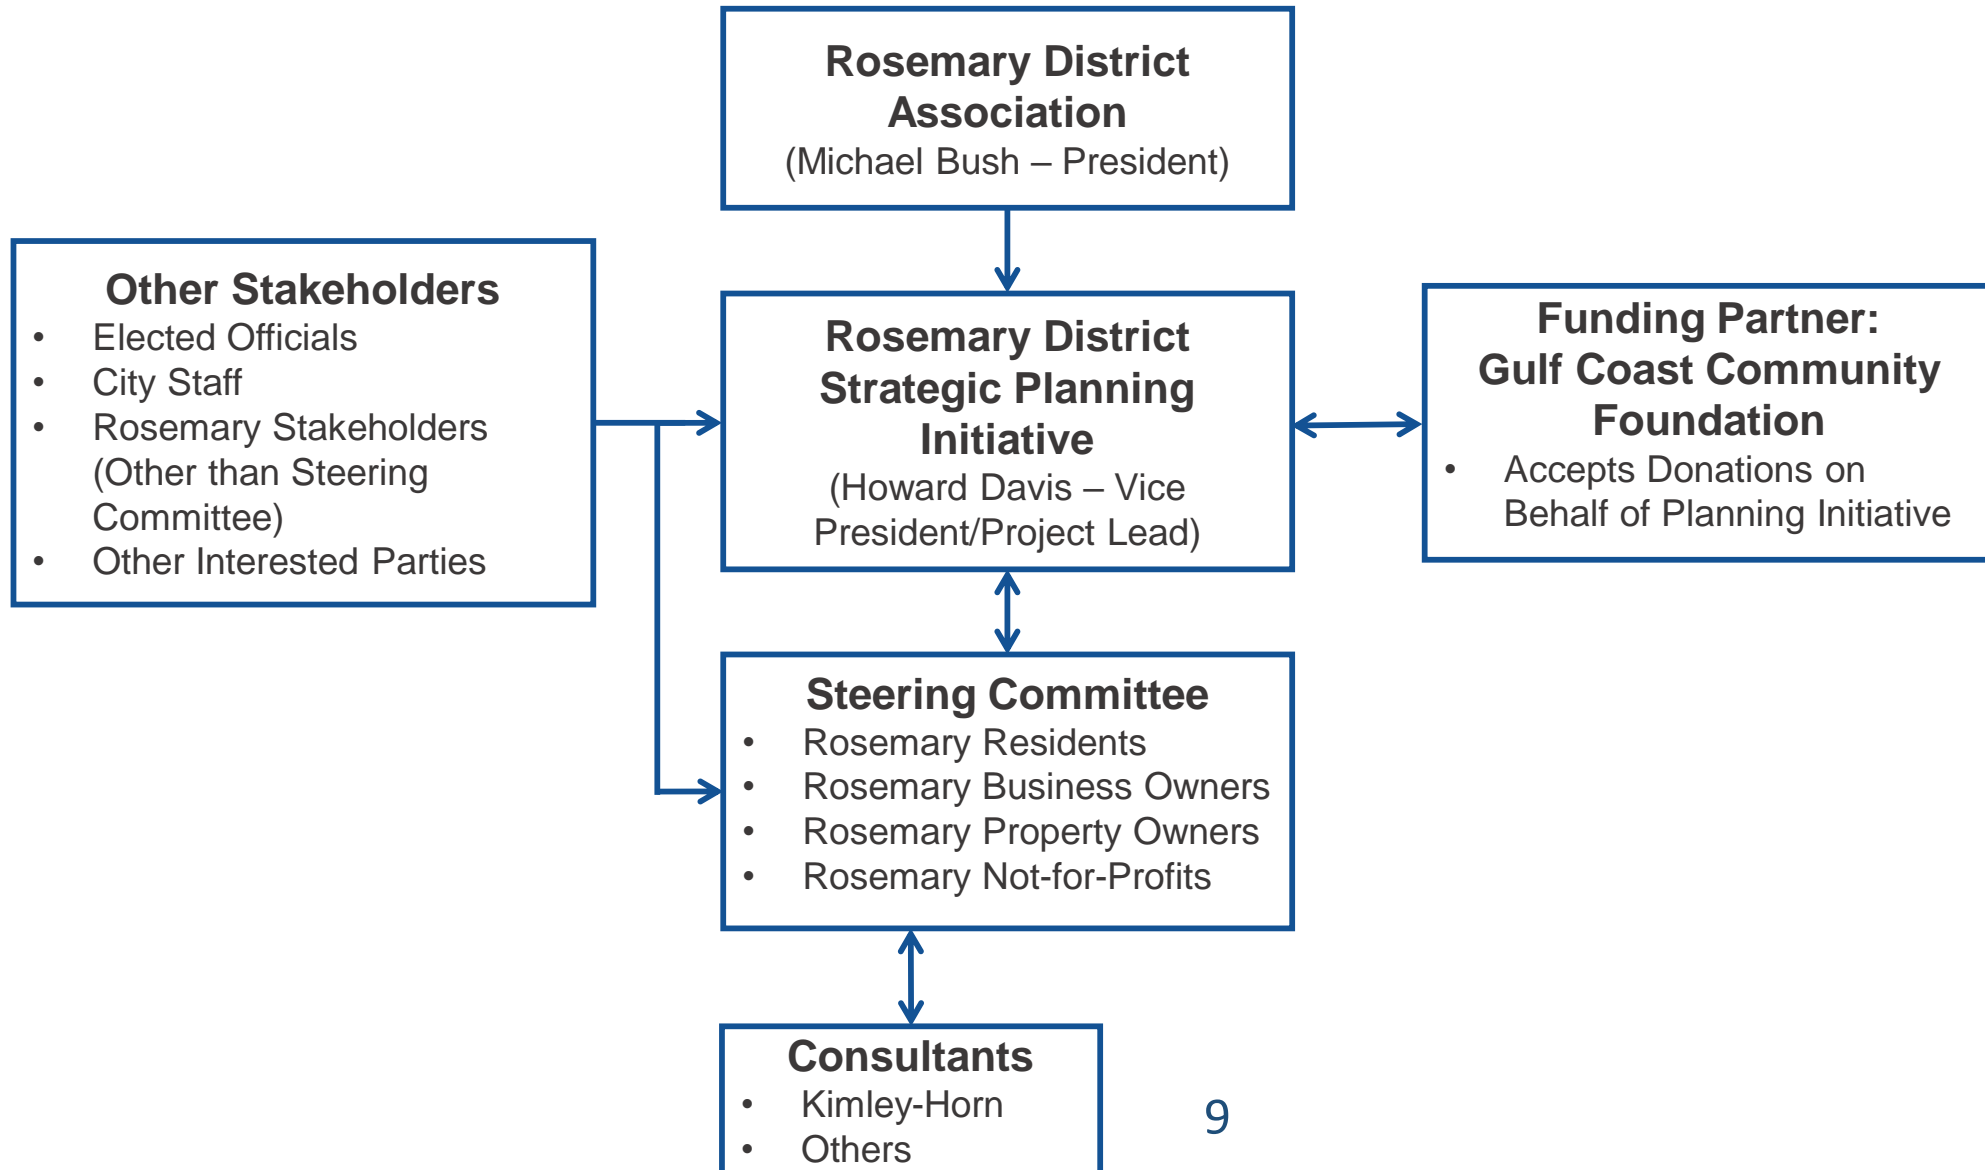 Rosemary District
Association
(Michael Bush – President)
Other Stakeholders
• Elected Officials
• City Staff
• Rosemary Stakeholders
(Other than Steering
Committee)
• Other Interested Parties
Rosemary District
Strategic Planning
Initiative
(Howard Davis – Vice
President/Project Lead)
Funding Partner:
Gulf Coast Community
Foundation
• Accepts Donations on
Behalf of Planning Initiative
Steering Committee
• Rosemary Residents
• Rosemary Business Owners
• Rosemary Property Owners
• Rosemary Not-for-Profits
Consultants
• Kimley-Horn
• Others
9